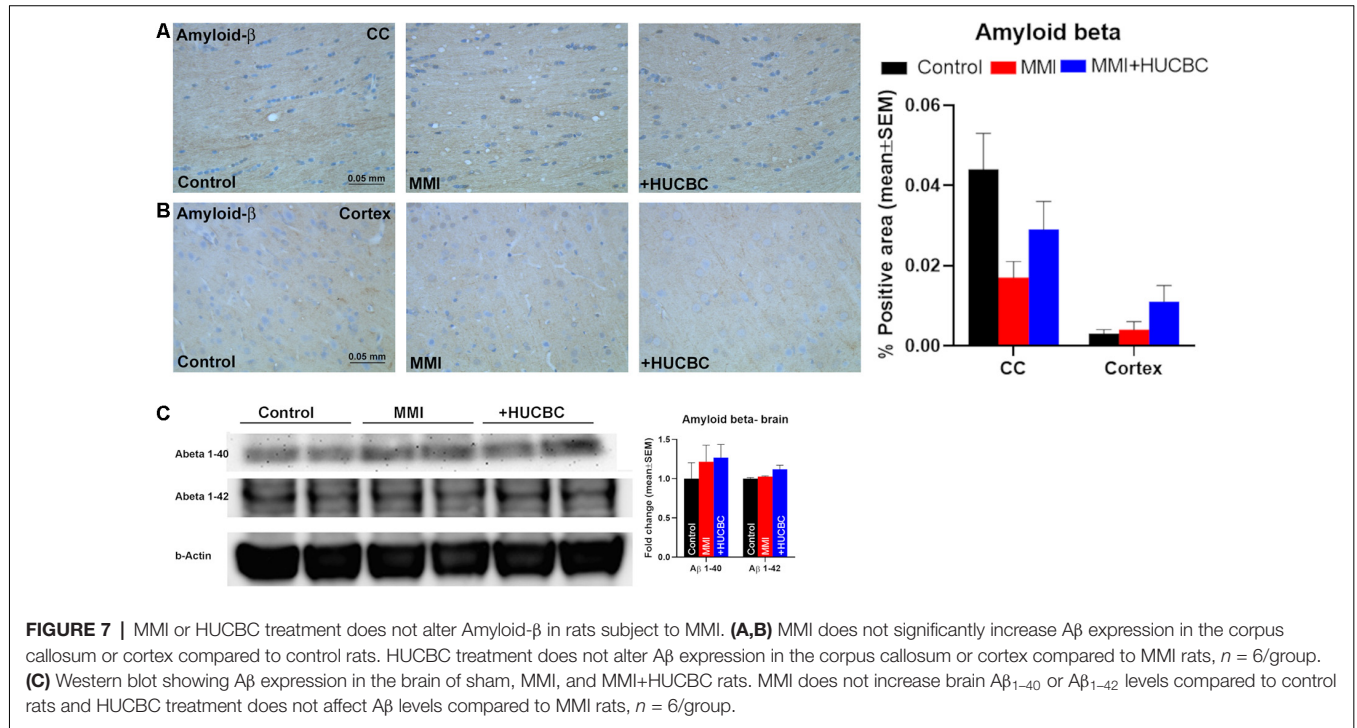 A
Amyloid-β CC
Control
0.05 mm
MMI
+HUCBC
B
Amyloid-β Cortex
Control
0.05 mm
MMI
+HUCBC
Amyloid beta
Control MMI MMI+HUCBC
% Positive area (mean±SEM)
0.06
0.04
0.02
0.00
CC Cortex
C
Control MMI +HUCBC
Abeta 1-40
Abeta 1-42
b-Actin
Amyloid beta- brain
Fold change (mean±SEM)
1.5
1.0
0.5
0.0
Control
MMI
+HUCBC
Control
MMI
+HUCBC
Aβ 1-40 Aβ 1-42
FIGURE 7 | MMI or HUCBC treatment does not alter Amyloid-β in rats subject to MMI. (A,B) MMI does not significantly increase Aβ expression in the corpus
callosum or cortex compared to control rats. HUCBC treatment does not alter Aβ expression in the corpus callosum or cortex compared to MMI rats, n = 6/group.
(C) Western blot showing Aβ expression in the brain of sham, MMI, and MMI+HUCBC rats. MMI does not increase brain Aβ1–40 or Aβ1–42 levels compared to control
rats and HUCBC treatment does not affect Aβ levels compared to MMI rats, n = 6/group.